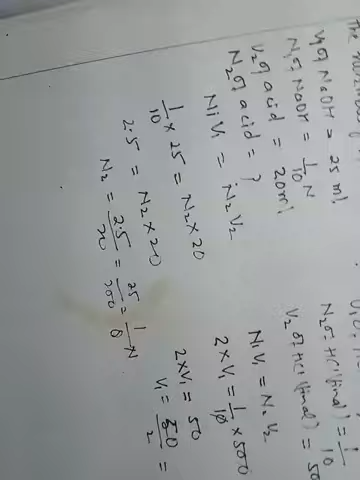 V1 of NaOH = 25 ml
N1 of NaOH = 1/10 N
V2 of acid = 20ml
N2 of acid = ?
N1V1 = N2V2
1/10 × 25 = N2 × 20
2.5 = N2 × 20
N2 = 2.5/20 = 25/200 = 1/8 N
N2 of HCl (final) = 1/10
V2 of HCl (final) = 50
N1V1 = N2V2
2 × V1 = 1/10 × 500
2 × V1 = 50
V1 = 50/2 =